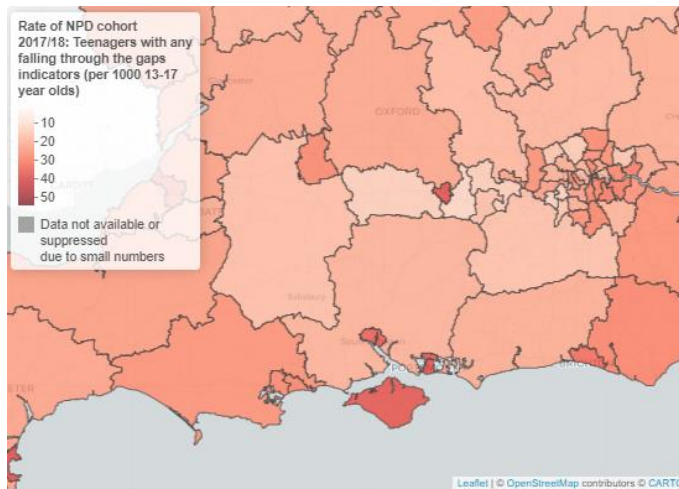 Rate of NPD cohort
2017/18: Teenagers with any
falling through the gaps
indicators (per 1000 13-17
year olds)
10
20
30
40
50
Data not available or
suppressed
due to small numbers
OXFORD
Salisbury
Leaflet | © OpenStreetMap contributors © CARTO